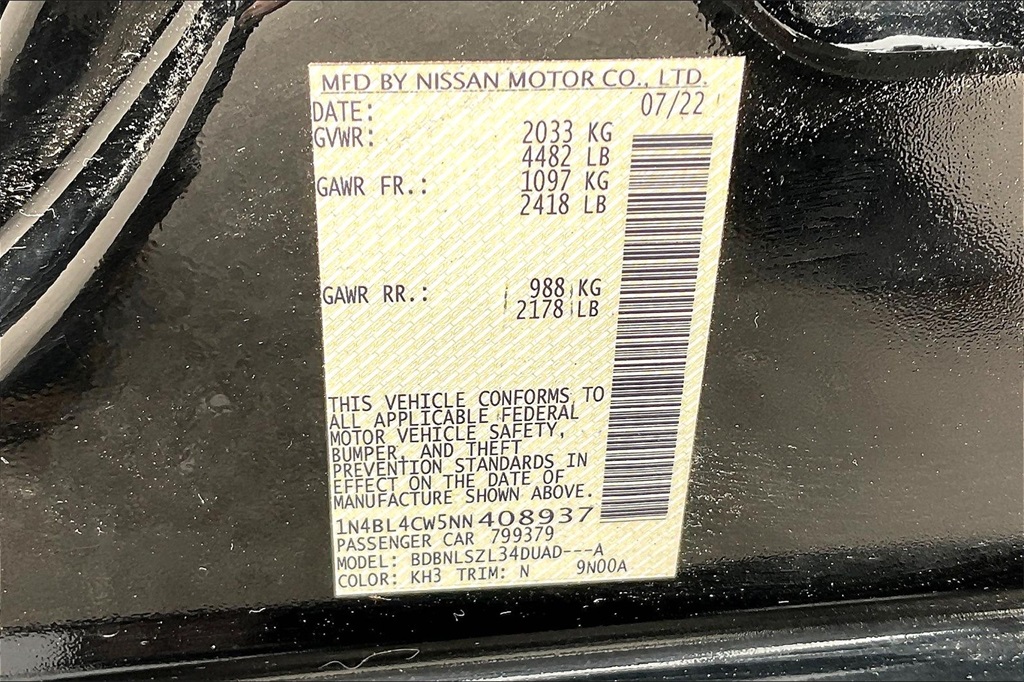 MFD BY NISSAN MOTOR CO., LTD.
DATE: 07/22
GVWR: 2033 KG
4482 LB
GAWR FR.: 1097 KG
2418 LB
GAWR RR.: 988 KG
2178 LB
THIS VEHICLE CONFORMS TO
ALL APPLICABLE FEDERAL
MOTOR VEHICLE SAFETY,
BUMPER, AND THEFT
PREVENTION STANDARDS IN
EFFECT ON THE DATE OF
MANUFACTURE SHOWN ABOVE.
1N4BL4CW5NN408937
PASSENGER CAR 799379
MODEL: BDBNLSZL34DUAD---A
COLOR: KH3 TRIM: N 9N00A